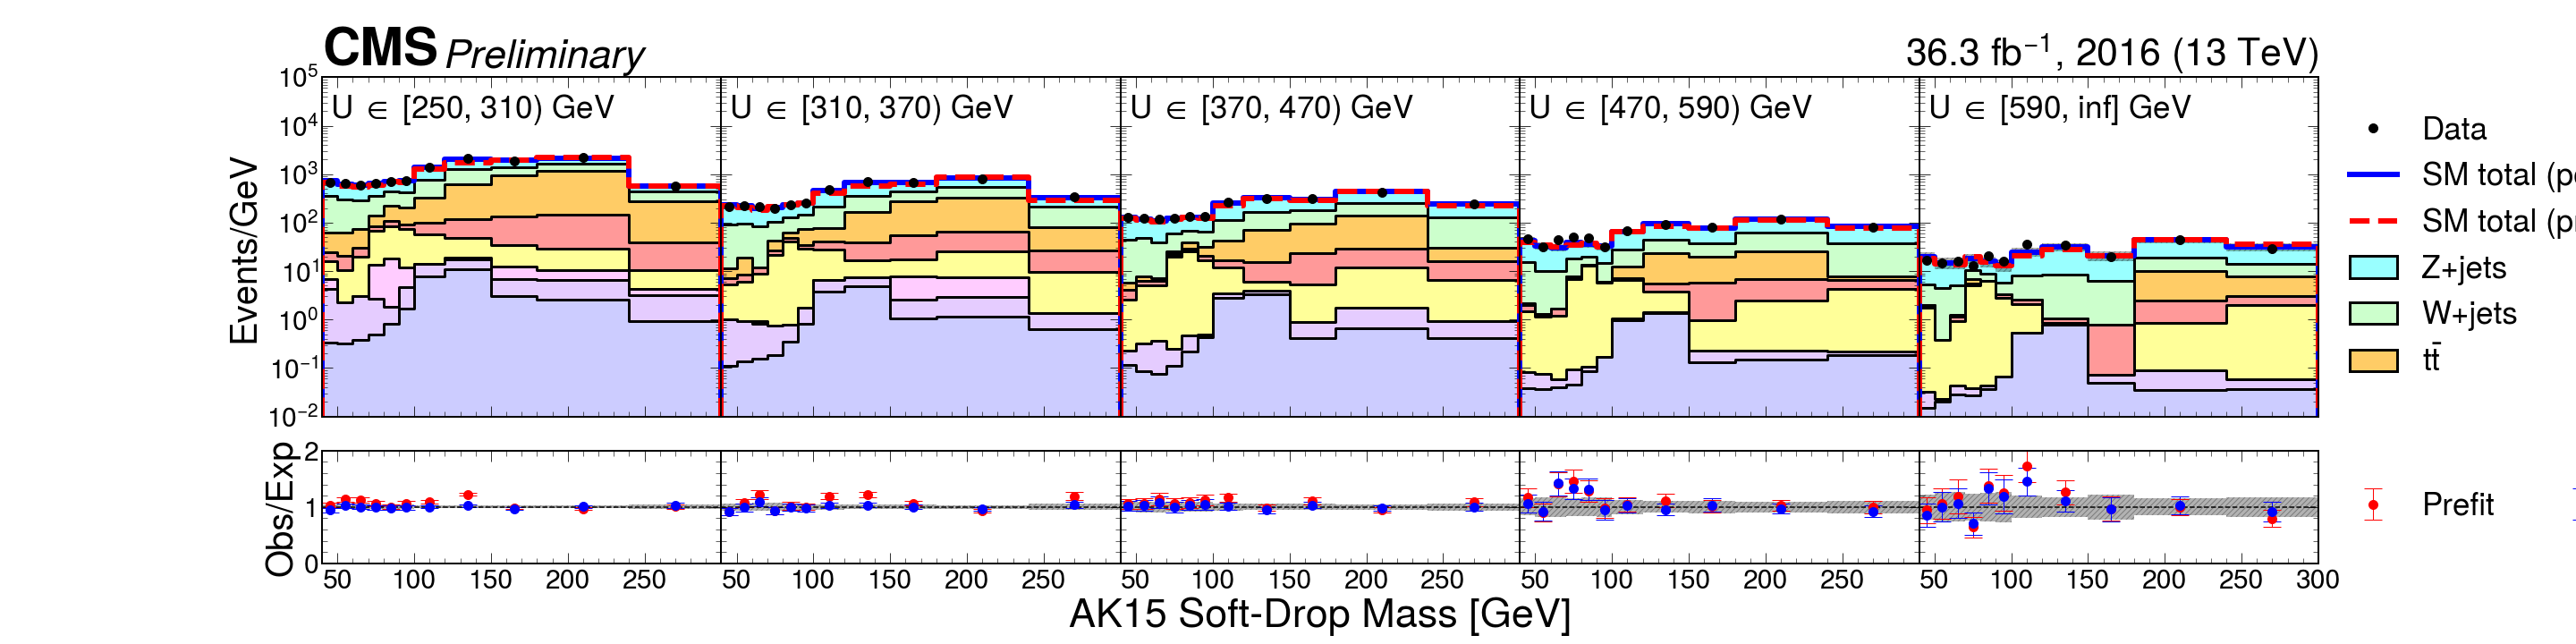 CMS Preliminary
36.3 fb⁻¹, 2016 (13 TeV)
Events/GeV
10⁵
10⁴
10³
10²
10¹
10⁰
10⁻¹
10⁻²
U ∈ [250, 310) GeV
U ∈ [310, 370) GeV
U ∈ [370, 470) GeV
U ∈ [470, 590) GeV
U ∈ [590, inf] GeV
Data
SM total (p
SM total (p
Z+jets
W+jets
tt̄
Obs/Exp
2
1
0
Prefit
50 100 150 200 250 50 100 150 200 250 50 100 150 200 250 50 100 150 200 250 50 100 150 200 250 300
AK15 Soft-Drop Mass [GeV]